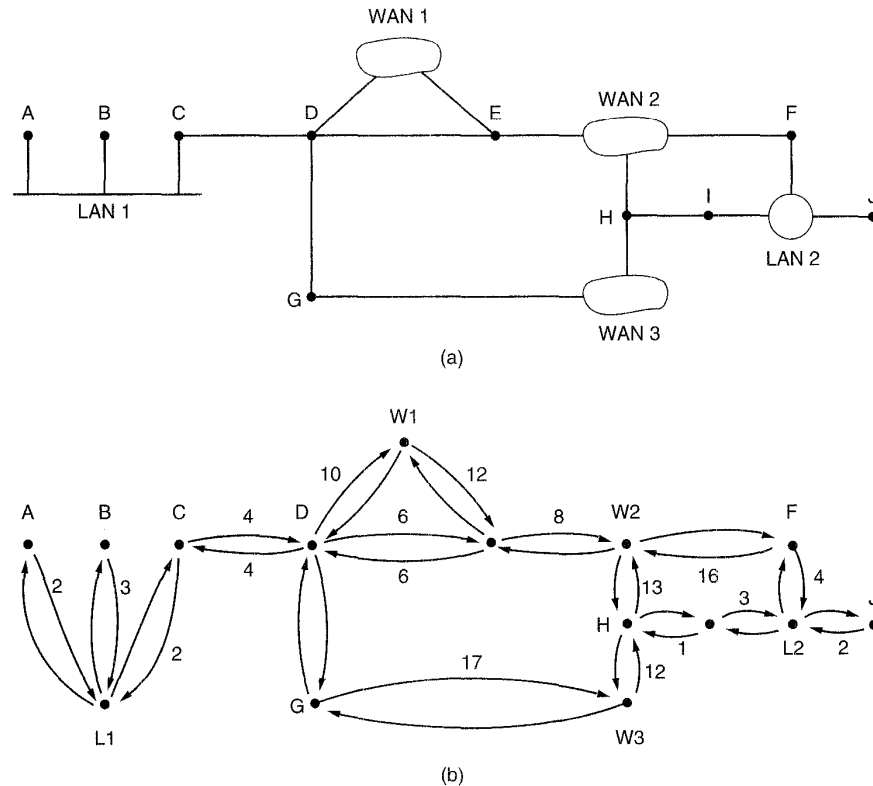 WAN 1
A B C D E WAN 2 F
LAN 1
H I J
LAN 2
G
WAN 3
(a)
W1
10 12
A B C 4 D 6 8 W2 F
4 6 16
2 3 13 3 4
2 H 1 L2 2 J
17 12
G
L1 W3
(b)